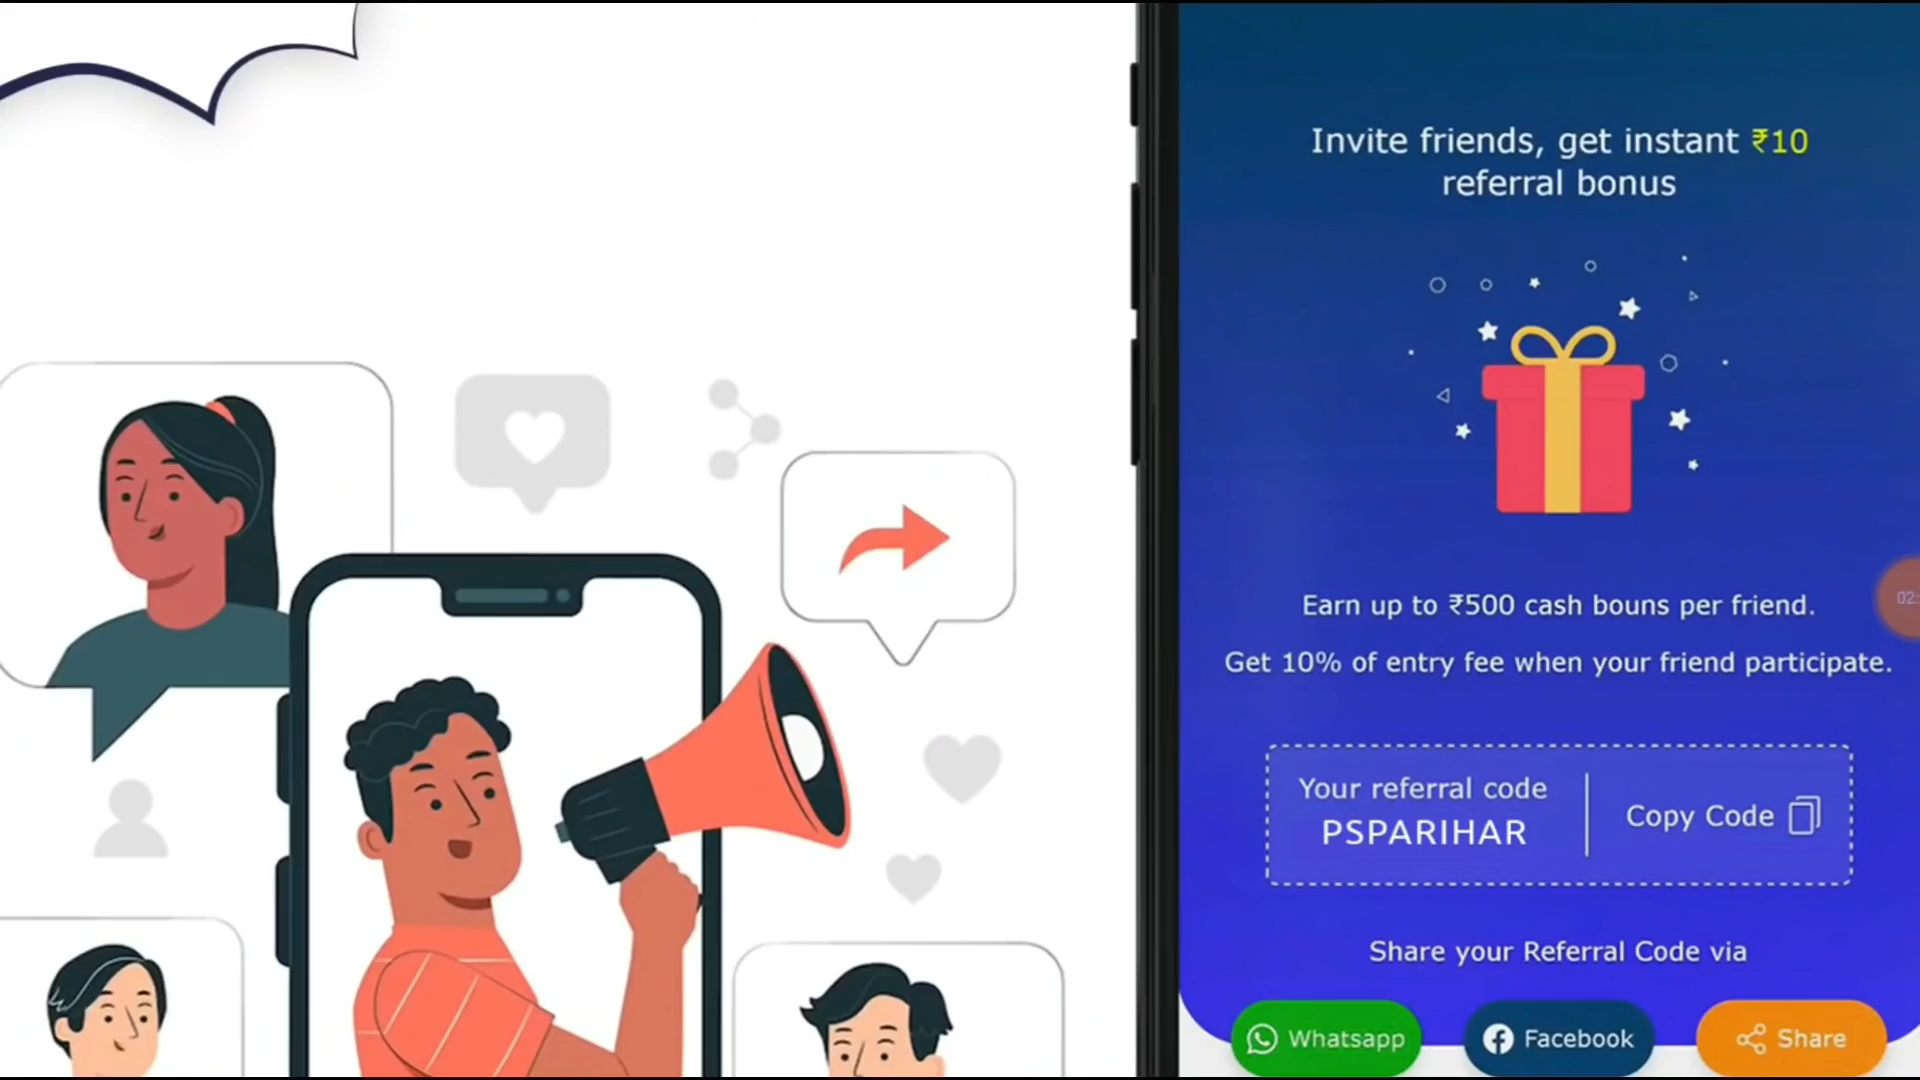 Invite friends, get instant ₹10
referral bonus
Earn up to ₹500 cash bouns per friend.
Get 10% of entry fee when your friend participate.
Your referral code
PSPARIHAR
Copy Code
Share your Referral Code via
Whatsapp
Facebook
Share